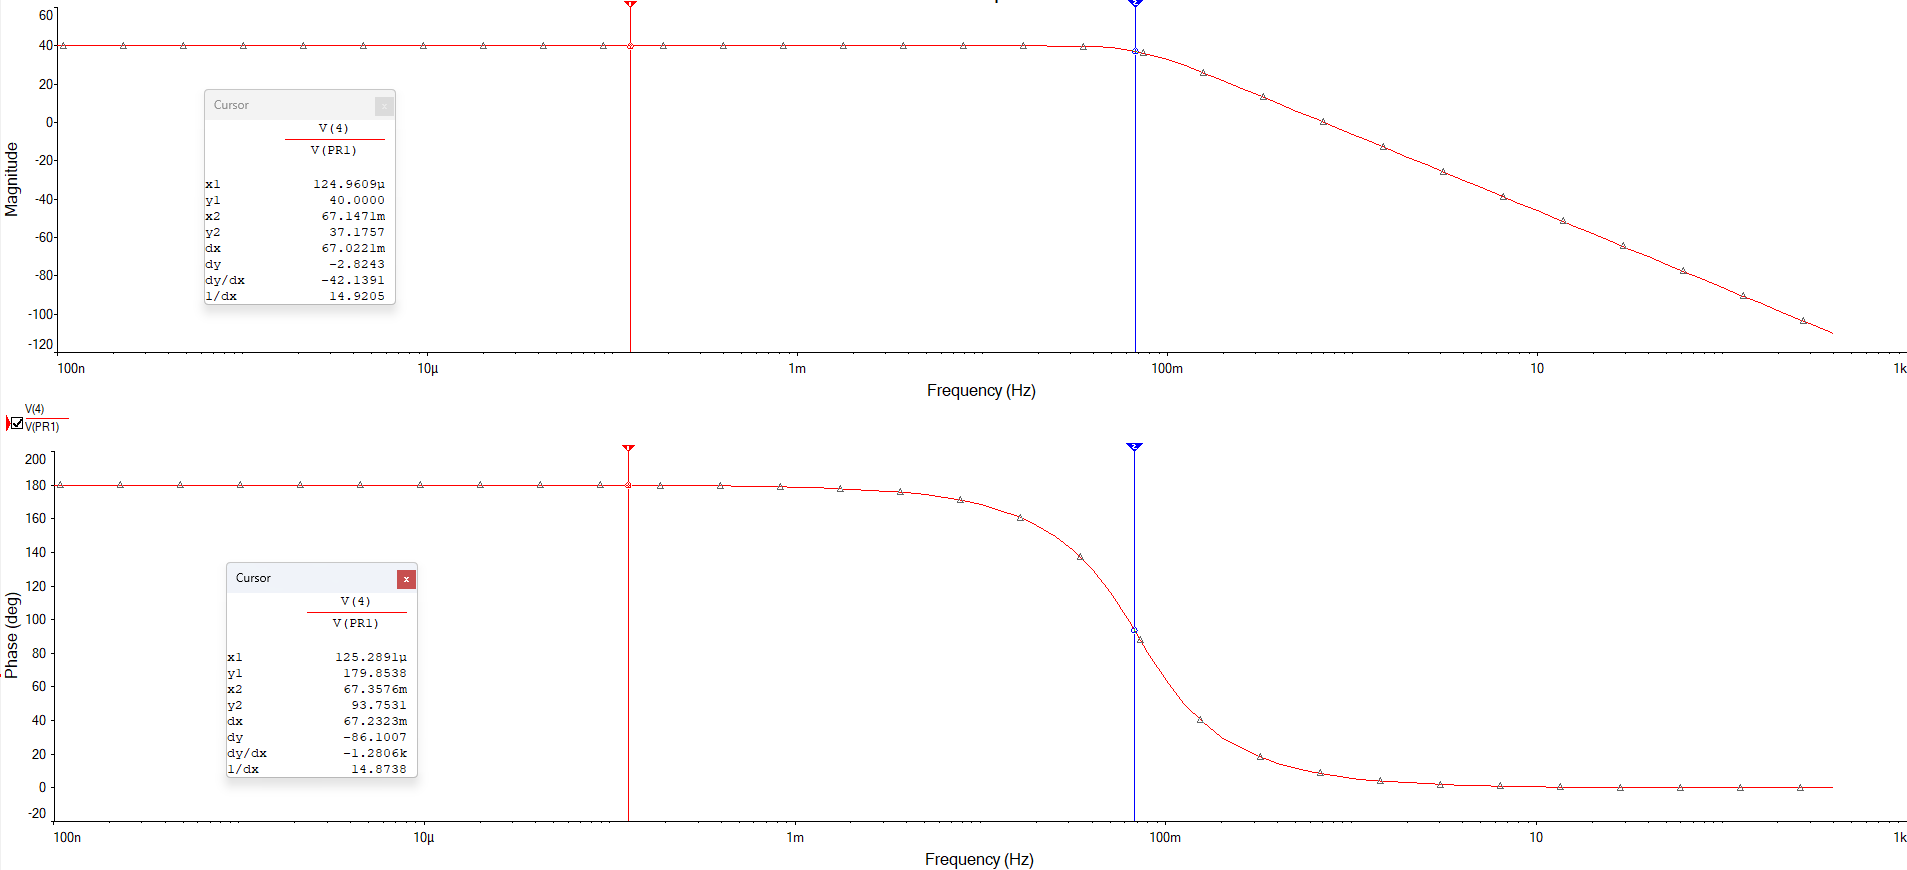 60
40
20
0
-20
-40
-60
-80
-100
-120
Magnitude
100n 10µ 1m 100m 10 1k
Frequency (Hz)
Cursor x
V(4)
V(PR1)
x1 124.9609µ
y1 40.0000
x2 67.1471m
y2 37.1757
dx 67.0221m
dy -2.8243
dy/dx -42.1391
1/dx 14.9205
V(4)
V(PR1)
200
180
160
140
120
100
80
60
40
20
0
-20
Phase (deg)
100n 10µ 1m 100m 10 1k
Frequency (Hz)
Cursor x
V(4)
V(PR1)
x1 125.2891µ
y1 179.8538
x2 67.3576m
y2 93.7531
dx 67.2323m
dy -86.1007
dy/dx -1.2806k
1/dx 14.8738